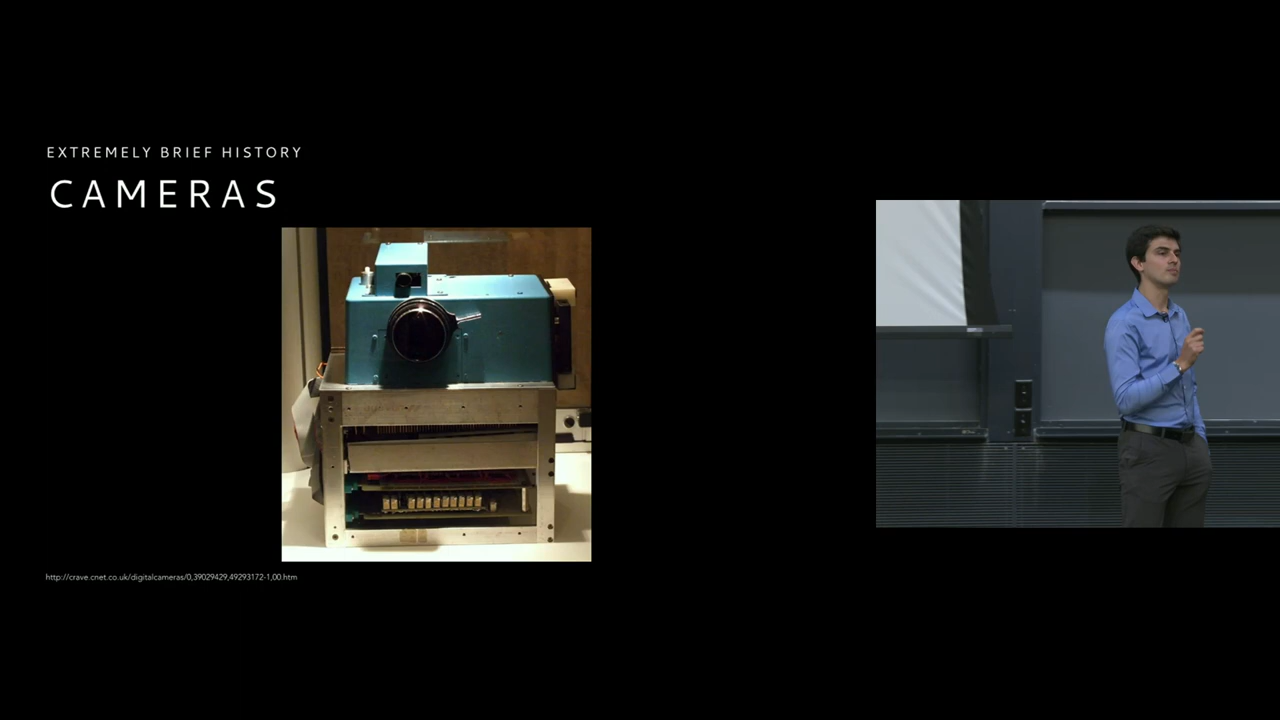 EXTREMELY BRIEF HISTORY
CAMERAS
http://crave.cnet.co.uk/digitalcameras/0,39029429,49293172-1,00.htm